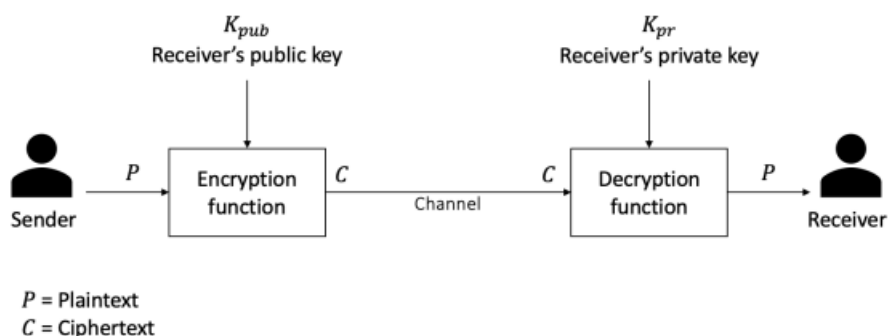 K_pub
Receiver's public key
K_pr
Receiver's private key
P
Encryption
function
C
Channel
C
Decryption
function
P
Sender
Receiver
P = Plaintext
C = Ciphertext